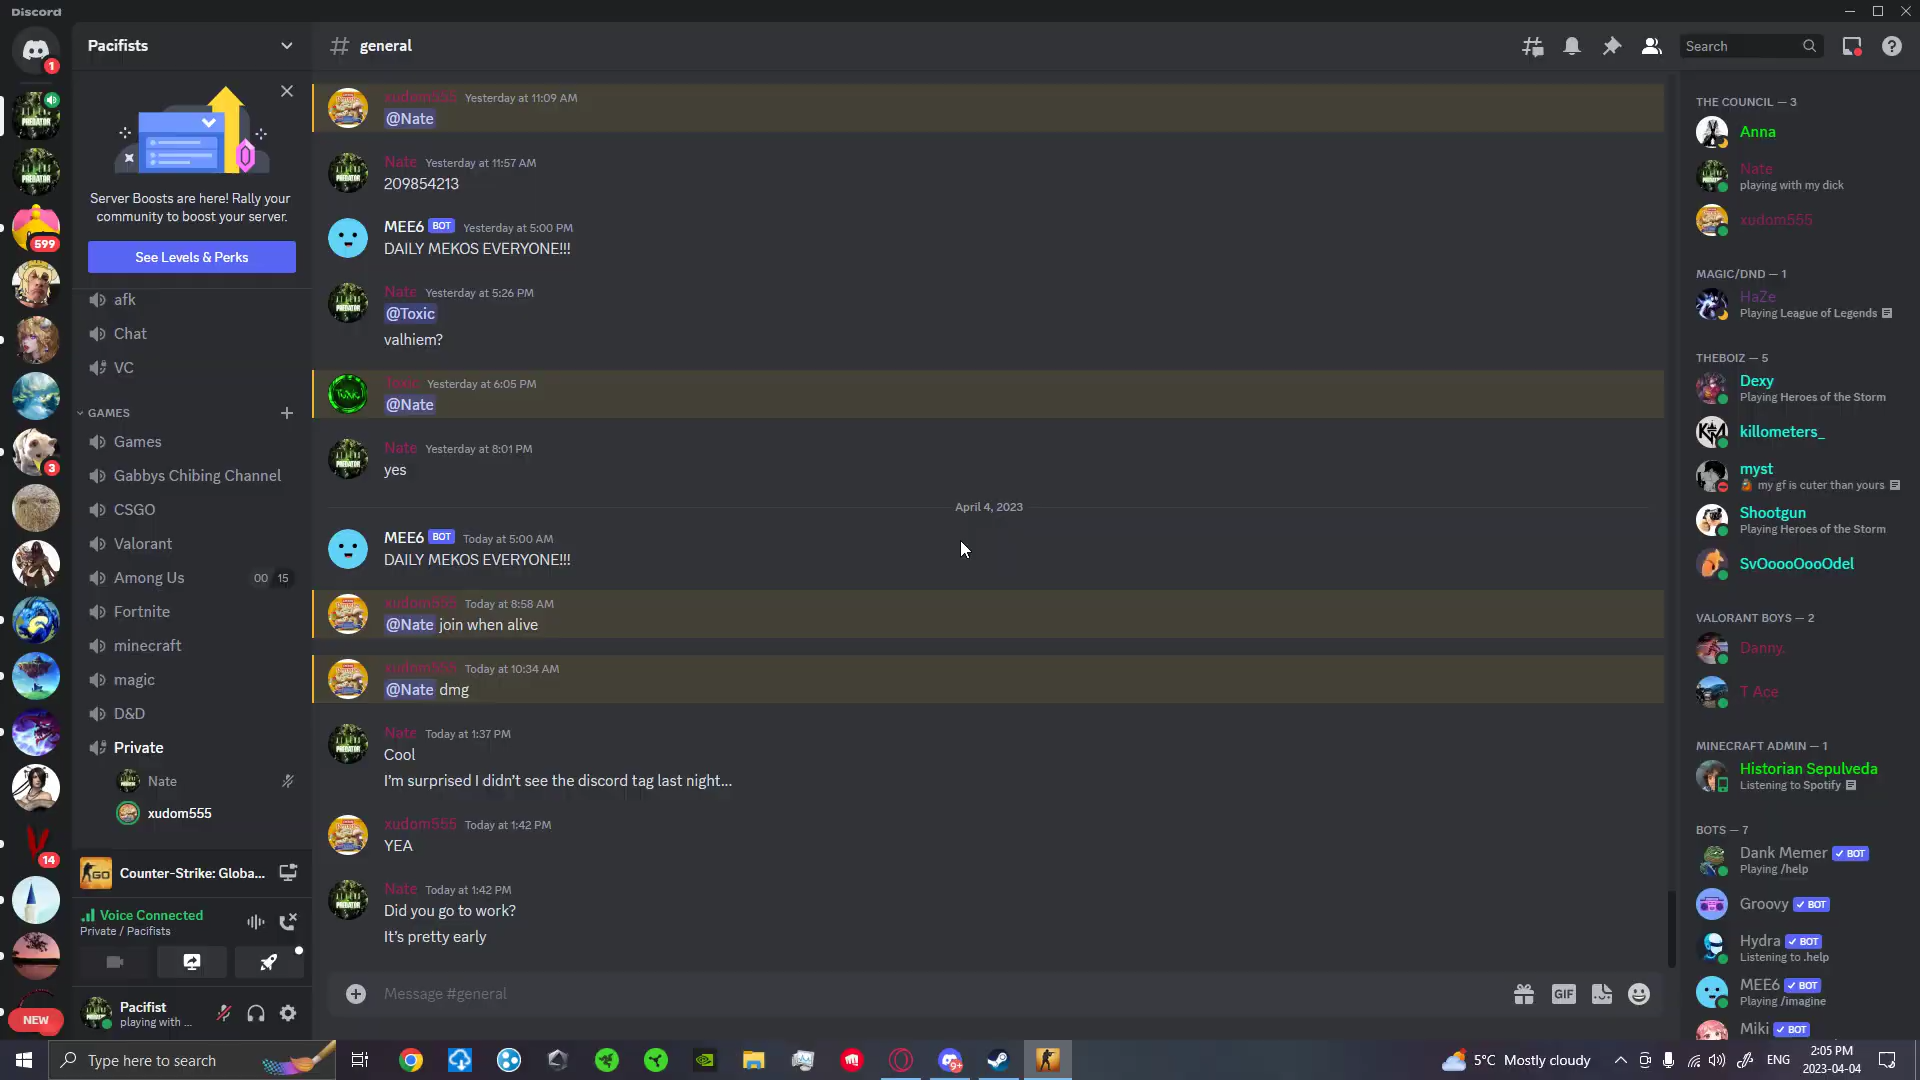 Discord
Pacifists
general
Search
Server Boosts are here! Rally your
community to boost your server.
See Levels & Perks
afk
Chat
VC
GAMES
Games
Gabbys Chibing Channel
CSGO
Valorant
Among Us 00 15
Fortnite
minecraft
magic
D&D
Private
Nate
xudom555
Counter-Strike: Globa...
Voice Connected
Private / Pacifists
Pacifist
playing with ...
1
599
3
14
NEW
xudom555 Yesterday at 11:09 AM
@Nate
Nate Yesterday at 11:57 AM
209854213
MEE6 BOT Yesterday at 5:00 PM
DAILY MEKOS EVERYONE!!!
Nate Yesterday at 5:26 PM
@Toxic
valhiem?
Toxic Yesterday at 6:05 PM
@Nate
Nate Yesterday at 8:01 PM
yes
April 4, 2023
MEE6 BOT Today at 5:00 AM
DAILY MEKOS EVERYONE!!!
xudom555 Today at 8:58 AM
@Nate join when alive
xudom555 Today at 10:34 AM
@Nate dmg
Nate Today at 1:37 PM
Cool
I'm surprised I didn't see the discord tag last night...
xudom555 Today at 1:42 PM
YEA
Nate Today at 1:42 PM
Did you go to work?
It's pretty early
Message #general
GIF
THE COUNCIL — 3
Anna
Nate
playing with my dick
xudom555
MAGIC/DND — 1
HaZe
Playing League of Legends
THEBOIZ — 5
Dexy
Playing Heroes of the Storm
killometers_
myst
my gf is cuter than yours
Shootgun
Playing Heroes of the Storm
SvOoooOooOdel
VALORANT BOYS — 2
Danny.
T Ace
MINECRAFT ADMIN — 1
Historian Sepulveda
Listening to Spotify
BOTS — 7
Dank Memer BOT
Playing /help
Groovy BOT
Hydra BOT
Listening to .help
MEE6 BOT
Playing /imagine
Miki BOT
Type here to search
9+
5°C Mostly cloudy
ENG
2:05 PM
2023-04-04